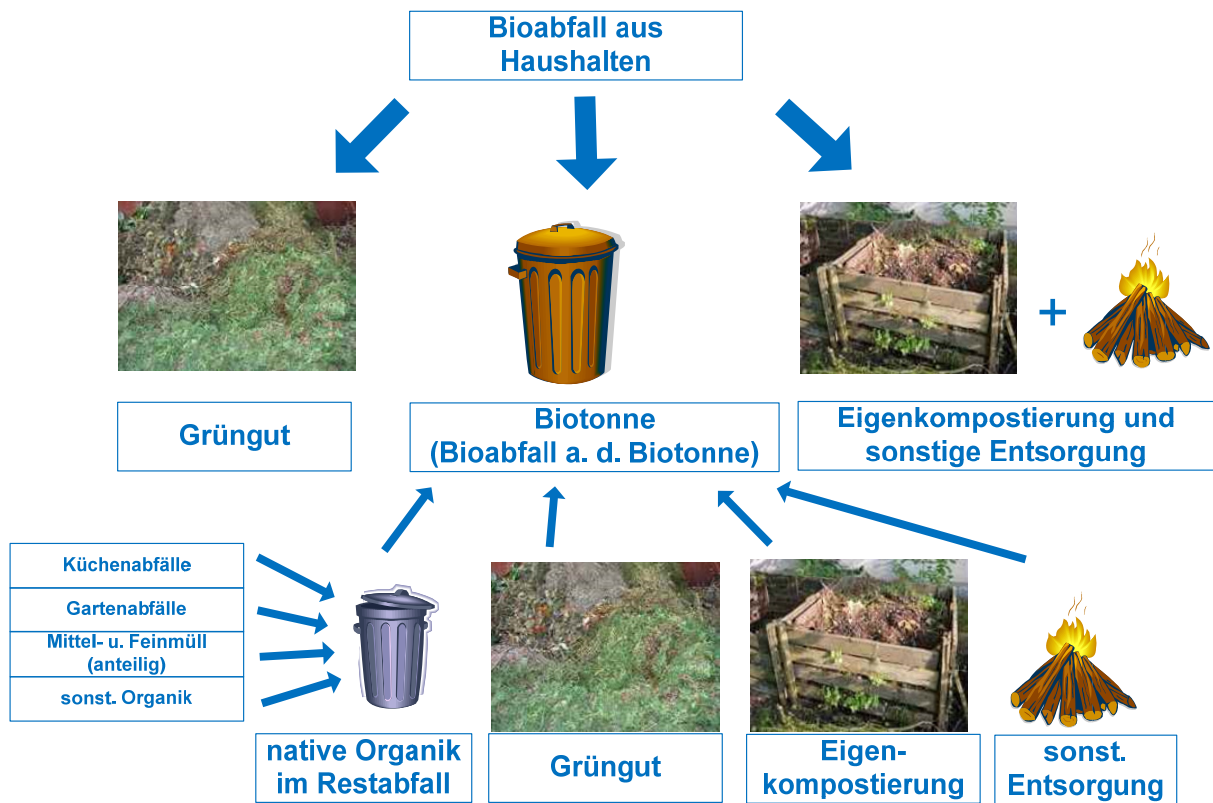 Bioabfall aus
Haushalten
+
Grüngut
Biotonne
(Bioabfall a. d. Biotonne)
Eigenkompostierung und
sonstige Entsorgung
Küchenabfälle
Gartenabfälle
Mittel- u. Feinmüll
(anteilig)
sonst. Organik
native Organik
im Restabfall
Grüngut
Eigen-
kompostierung
sonst.
Entsorgung